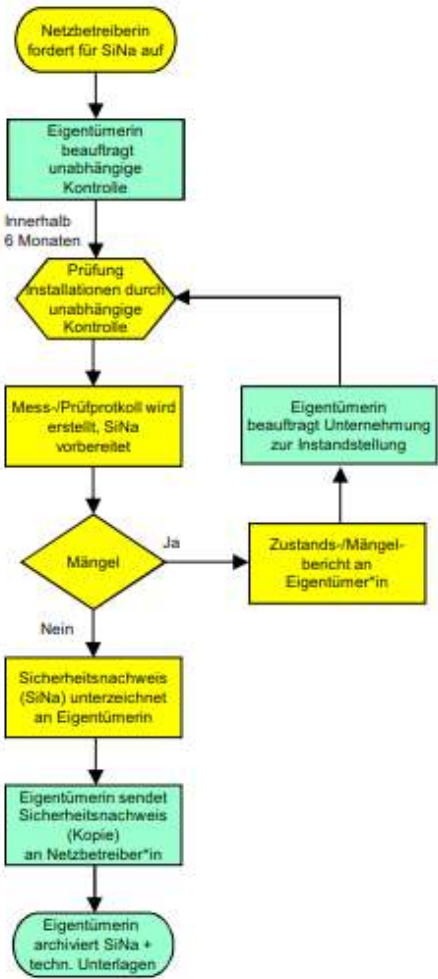 Netzbetreiberin
fordert für SiNa auf
Eigentümerin
beauftragt
unabhängige
Kontrolle
Innerhalb
6 Monaten
Prüfung
Installationen durch
unabhängige
Kontrolle
Mess-/Prüfprotkoll wird
erstellt, SiNa
vorbereitet
Eigentümerin
beauftragt Unternehmung
zur Instandstellung
Mängel
Ja
Zustands-/Mängel-
bericht an
Eigentümer*in
Nein
Sicherheitsnachweis
(SiNa) unterzeichnet
an Eigentümerin
Eigentümerin sendet
Sicherheitsnachweis
(Kopie)
an Netzbetreiber*in
Eigentümerin
archiviert SiNa +
techn. Unterlagen